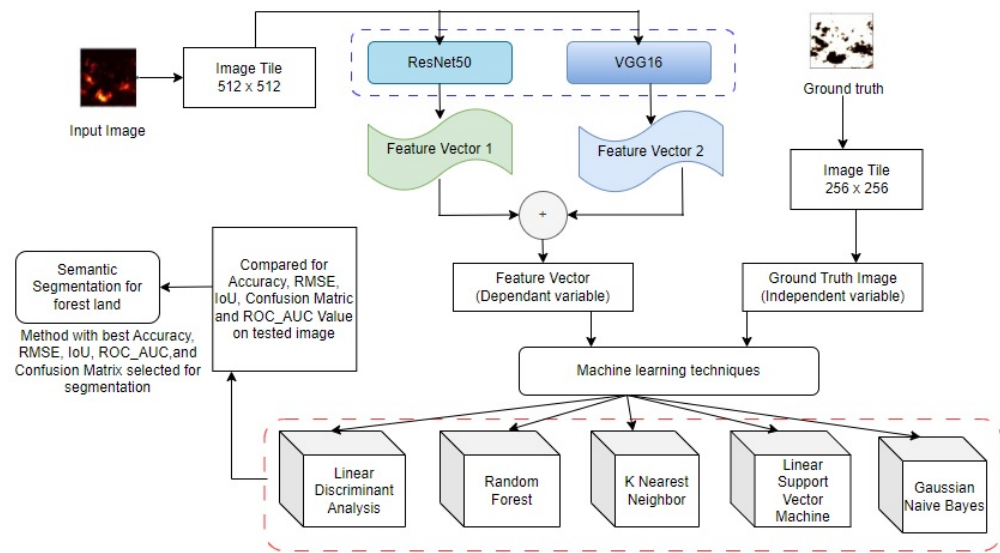 Input Image
Image Tile
512 x 512
ResNet50
VGG16
Feature Vector 1
Feature Vector 2
+
Ground truth
Image Tile
256 x 256
Feature Vector
(Dependant variable)
Ground Truth Image
(Independent variable)
Machine learning techniques
Linear
Discriminant
Analysis
Random
Forest
K Nearest
Neighbor
Linear
Support
Vector
Machine
Gaussian
Naive Bayes
Compared for
Accuracy, RMSE,
IoU, Confusion Matric
and ROC_AUC Value
on tested image
Semantic
Segmentation for
forest land
Method with best Accuracy,
RMSE, IoU, ROC_AUC,and
Confusion Matrix selected for
segmentation